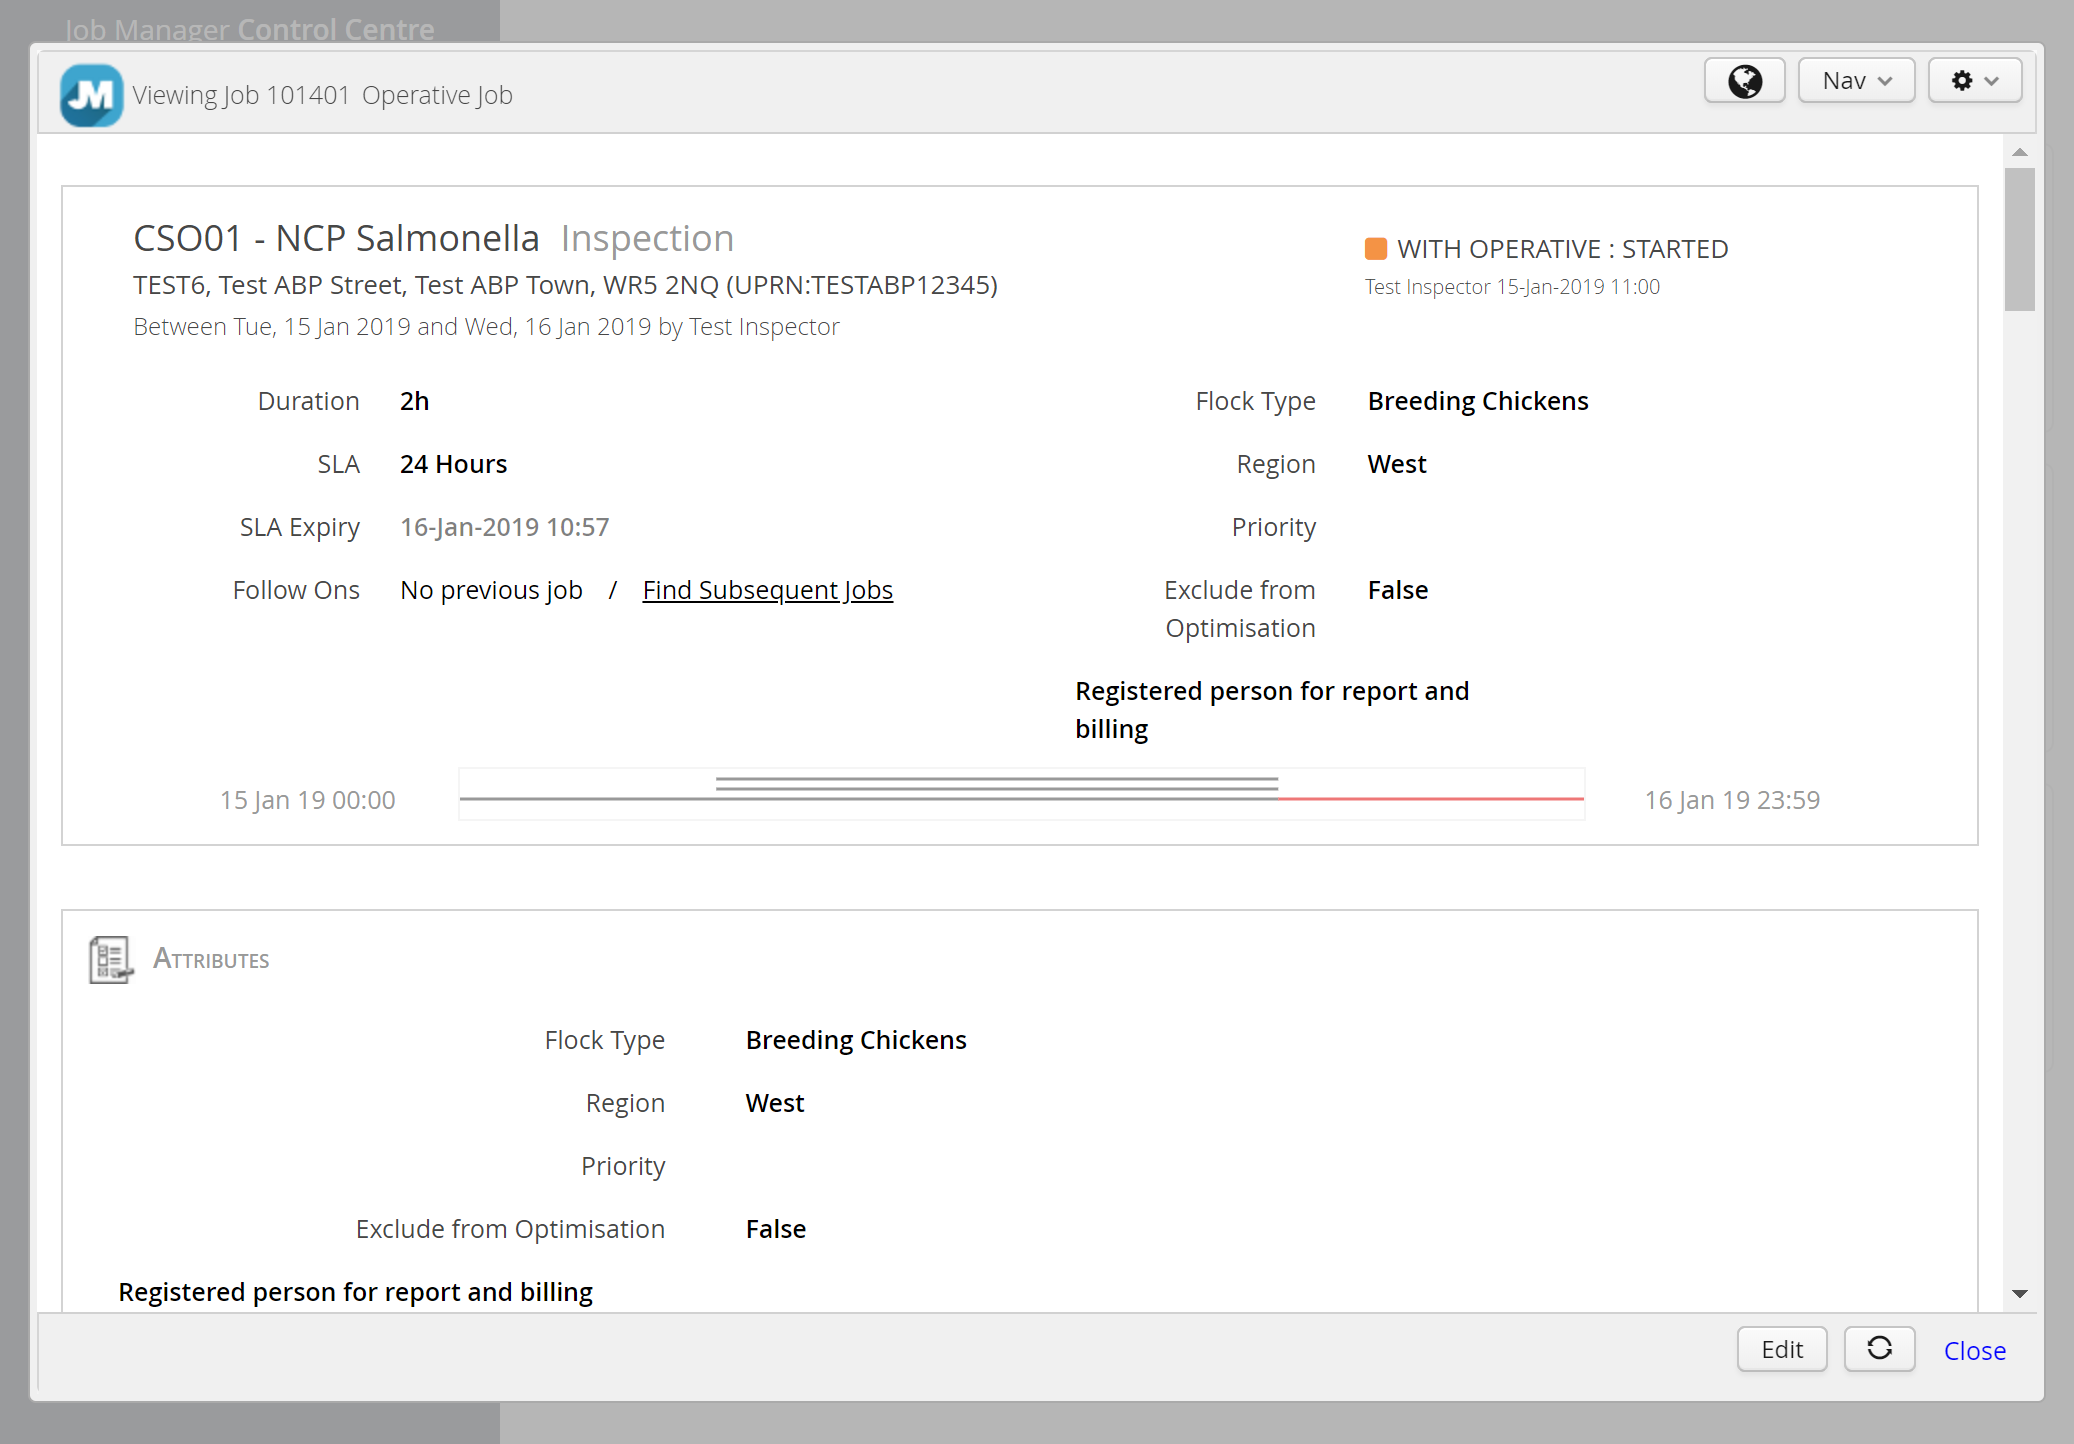 Job Manager Control Centre
JM
Viewing Job 101401 Operative Job
Nav
CSO01 - NCP Salmonella Inspection
TEST6, Test ABP Street, Test ABP Town, WR5 2NQ (UPRN:TESTABP12345)
Between Tue, 15 Jan 2019 and Wed, 16 Jan 2019 by Test Inspector
WITH OPERATIVE : STARTED
Test Inspector 15-Jan-2019 11:00
Duration 2h
SLA 24 Hours
SLA Expiry 16-Jan-2019 10:57
Follow Ons No previous job / Find Subsequent Jobs
Flock Type Breeding Chickens
Region West
Priority
Exclude from False
Optimisation
Registered person for report and
billing
15 Jan 19 00:00
16 Jan 19 23:59
ATTRIBUTES
Flock Type Breeding Chickens
Region West
Priority
Exclude from Optimisation False
Registered person for report and billing
Edit
Close